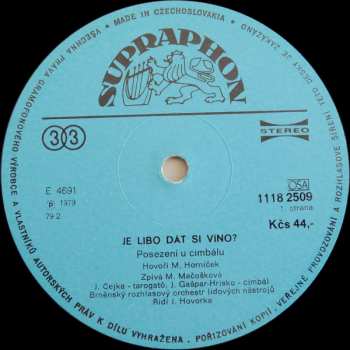 MADE IN CZECHOSLOVAKIA • VŠECHNA PRÁVA GRAMOFONOVÉHO VÝROBCE A VLASTNÍKŮ AUTORSKÝCH PRÁV K DÍLU VYHRAŽENA. • POŘIZOVÁNÍ KOPIÍ, VEŘEJNÉ PROVOZOVÁNÍ A ROZHLASOVÉ ŠÍŘENÍ TÉTO DESKY JE ZAKÁZÁNO
SUPRAPHON
33
STEREO
E 4691
℗ 1979
79.2
OSA
1118 2509
1. strana
Kčs 44,-
JE LIBO DÁT SI VÍNO?
Posezení u cimbálu
Hovoří M. Horníček
Zpívá M. Mačošková
J. Čejka - tarogató, J. Gašpar-Hrisko - cimbál
Brněnský rozhlasový orchestr lidových nástrojů
Řídí J. Hovorka